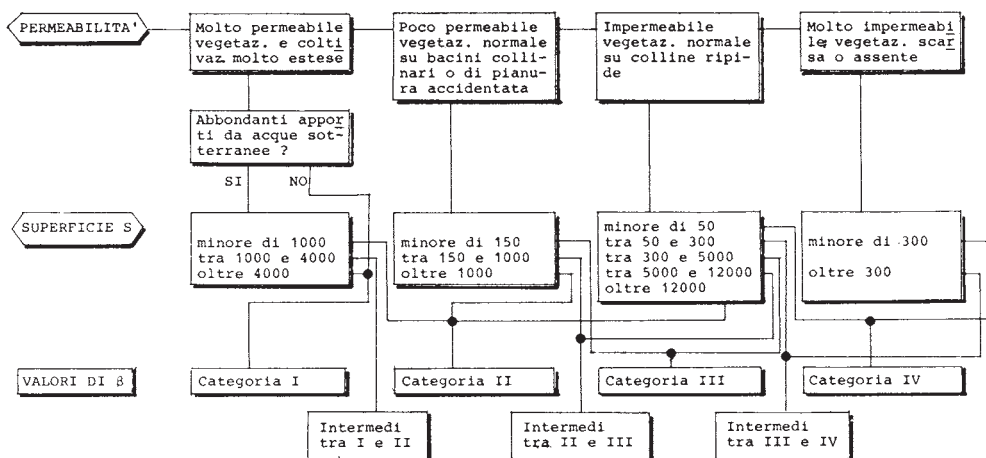 PERMEABILITA'
Molto permeabile
vegetaz. e colti
vaz. molto estese
Poco permeabile
vegetaz. normale
su bacini colli-
nari o di pianu-
ra accidentata
Impermeabile
vegetaz. normale
su colline ripi-
de
Molto impermeabi
le, vegetaz. scar
sa o assente
Abbondanti appor
ti da acque sot-
terranee ?
SI
NO
SUPERFICIE S
minore di 1000
tra 1000 e 4000
oltre 4000
minore di 150
tra 150 e 1000
oltre 1000
minore di 50
tra 50 e 300
tra 300 e 5000
tra 5000 e 12000
oltre 12000
minore di 300
oltre 300
VALORI DI β
Categoria I
Categoria II
Categoria III
Categoria IV
Intermedi
tra I e II
Intermedi
tra II e III
Intermedi
tra III e IV